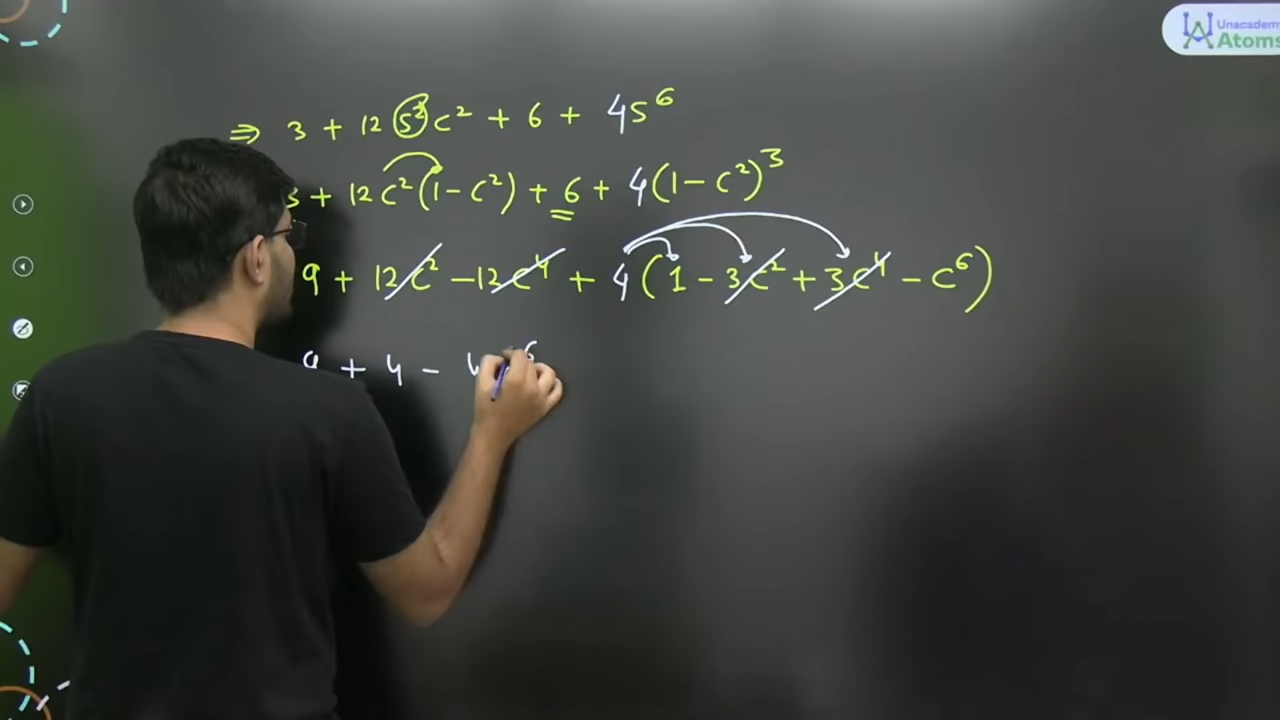 Unacademy
Atoms
⇒ 3 + 12 s² c² + 6 + 4s⁶
3 + 12 c² (1 - c²) + 6 + 4 (1 - c²)³
9 + 12 c² - 12 c⁴ + 4 (1 - 3c² + 3c⁴ - c⁶)
9 + 4 - 4 6